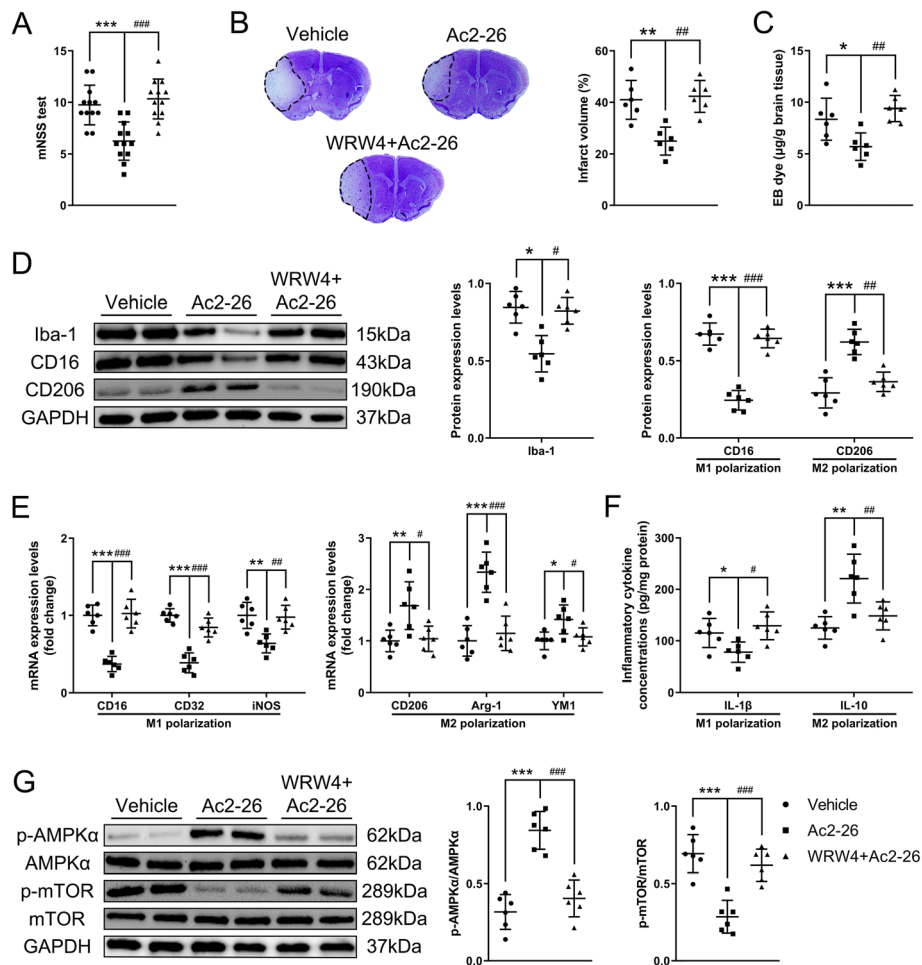 A
***
###
15
10
5
0
mNSS test
B
Vehicle
Ac2-26
WRW4+Ac2-26
**
##
60
40
20
0
Infarct volume (%)
C
*
##
15
10
5
0
EB dye (μg/g brain tissue)
D
Vehicle
Ac2-26
WRW4+
Ac2-26
Iba-1
15kDa
CD16
43kDa
CD206
190kDa
GAPDH
37kDa
*
#
1.0
0.5
0.0
Protein expression levels
Iba-1
***
###
***
##
1.0
0.5
0.0
Protein expression levels
CD16
CD206
M1 polarization
M2 polarization
E
***
###
***
###
**
##
2
1
0
mRNA expression levels
(fold change)
CD16
CD32
iNOS
M1 polarization
**
#
***
###
*
#
3
2
1
0
mRNA expression levels
(fold change)
CD206
Arg-1
YM1
M2 polarization
F
*
#
**
##
300
200
100
0
Inflammatory cytokine
concentrations (pg/mg protein)
IL-1β
IL-10
M1 polarization
M2 polarization
G
Vehicle
Ac2-26
WRW4+
Ac2-26
p-AMPKα
62kDa
AMPKα
62kDa
p-mTOR
289kDa
mTOR
289kDa
GAPDH
37kDa
***
###
1.0
0.5
0.0
p-AMPKα/AMPKα
***
###
1.0
0.5
0.0
p-mTOR/mTOR
Vehicle
Ac2-26
WRW4+Ac2-26